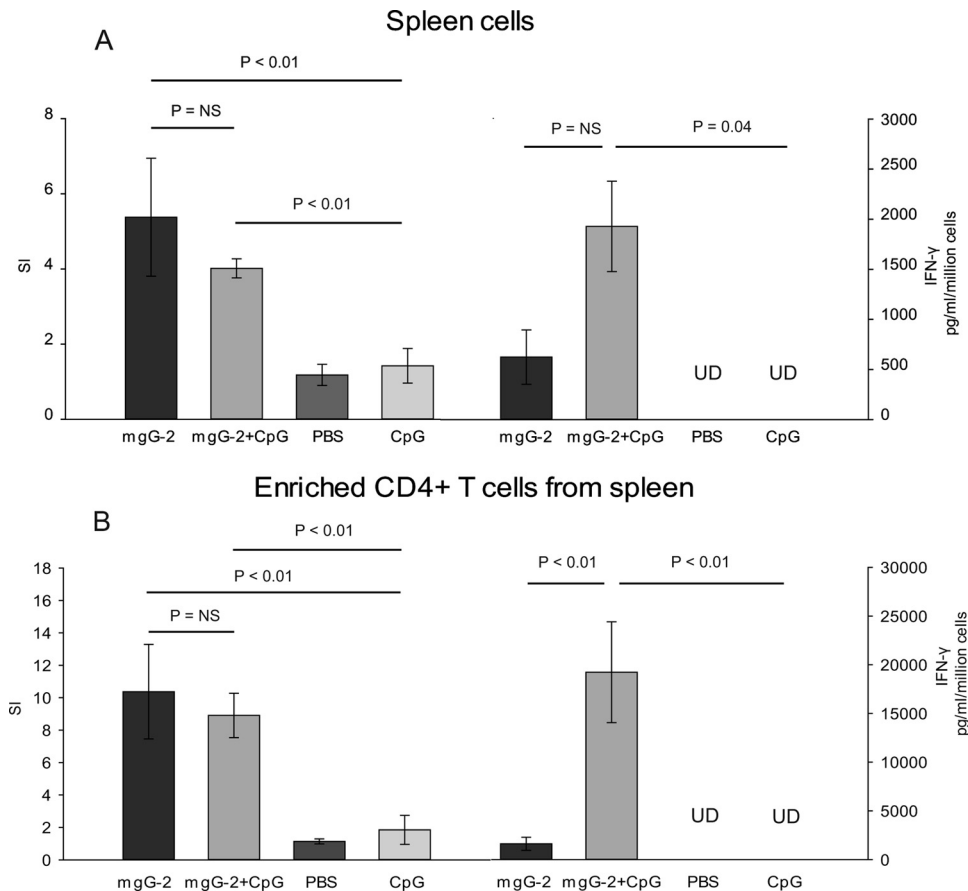 Spleen cells
A
P < 0.01
P = NS
P < 0.01
P = NS
P = 0.04
8
6
4
2
0
SI
3000
2500
2000
1500
1000
500
0
IFN-γ
pg/ml/million cells
UD
UD
mgG-2
mgG-2+CpG
PBS
CpG
mgG-2
mgG-2+CpG
PBS
CpG
Enriched CD4+ T cells from spleen
B
P < 0.01
P < 0.01
P = NS
P < 0.01
P < 0.01
18
16
14
12
10
8
6
4
2
0
SI
30000
25000
20000
15000
10000
5000
0
IFN-γ
pg/ml/million cells
UD
UD
mgG-2
mgG-2+CpG
PBS
CpG
mgG-2
mgG-2+CpG
PBS
CpG